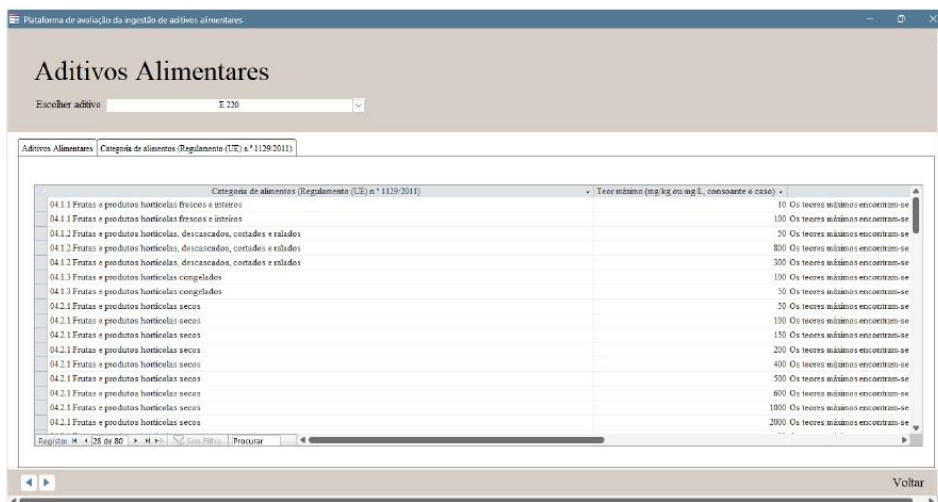 Plataforma de avaliação da ingestão de aditivos alimentares
Aditivos Alimentares
Escolher aditivo E 220
Aditivos Alimentares Categoria de alimentos (Regulamento (UE) n.º 1129/2011)
Categoria de alimentos (Regulamento (UE) n.º 1129/2011) Teor máximo (mg/kg ou mg/L, consoante o caso)
04.1.1 Frutas e produtos hortícolas frescos e inteiros 10 Os teores máximos encontram-se
04.1.1 Frutas e produtos hortícolas frescos e inteiros 100 Os teores máximos encontram-se
04.1.2 Frutas e produtos hortícolas, descascados, cortados e ralados 50 Os teores máximos encontram-se
04.1.2 Frutas e produtos hortícolas, descascados, cortados e ralados 800 Os teores máximos encontram-se
04.1.2 Frutas e produtos hortícolas, descascados, cortados e ralados 300 Os teores máximos encontram-se
04.1.3 Frutas e produtos hortícolas congelados 100 Os teores máximos encontram-se
04.1.3 Frutas e produtos hortícolas congelados 50 Os teores máximos encontram-se
04.2.1 Frutas e produtos hortícolas secos 50 Os teores máximos encontram-se
04.2.1 Frutas e produtos hortícolas secos 100 Os teores máximos encontram-se
04.2.1 Frutas e produtos hortícolas secos 150 Os teores máximos encontram-se
04.2.1 Frutas e produtos hortícolas secos 200 Os teores máximos encontram-se
04.2.1 Frutas e produtos hortícolas secos 400 Os teores máximos encontram-se
04.2.1 Frutas e produtos hortícolas secos 500 Os teores máximos encontram-se
04.2.1 Frutas e produtos hortícolas secos 600 Os teores máximos encontram-se
04.2.1 Frutas e produtos hortícolas secos 1000 Os teores máximos encontram-se
04.2.1 Frutas e produtos hortícolas secos 2000 Os teores máximos encontram-se
Registo: 28 de 80 Sem Filtro Procurar
Voltar